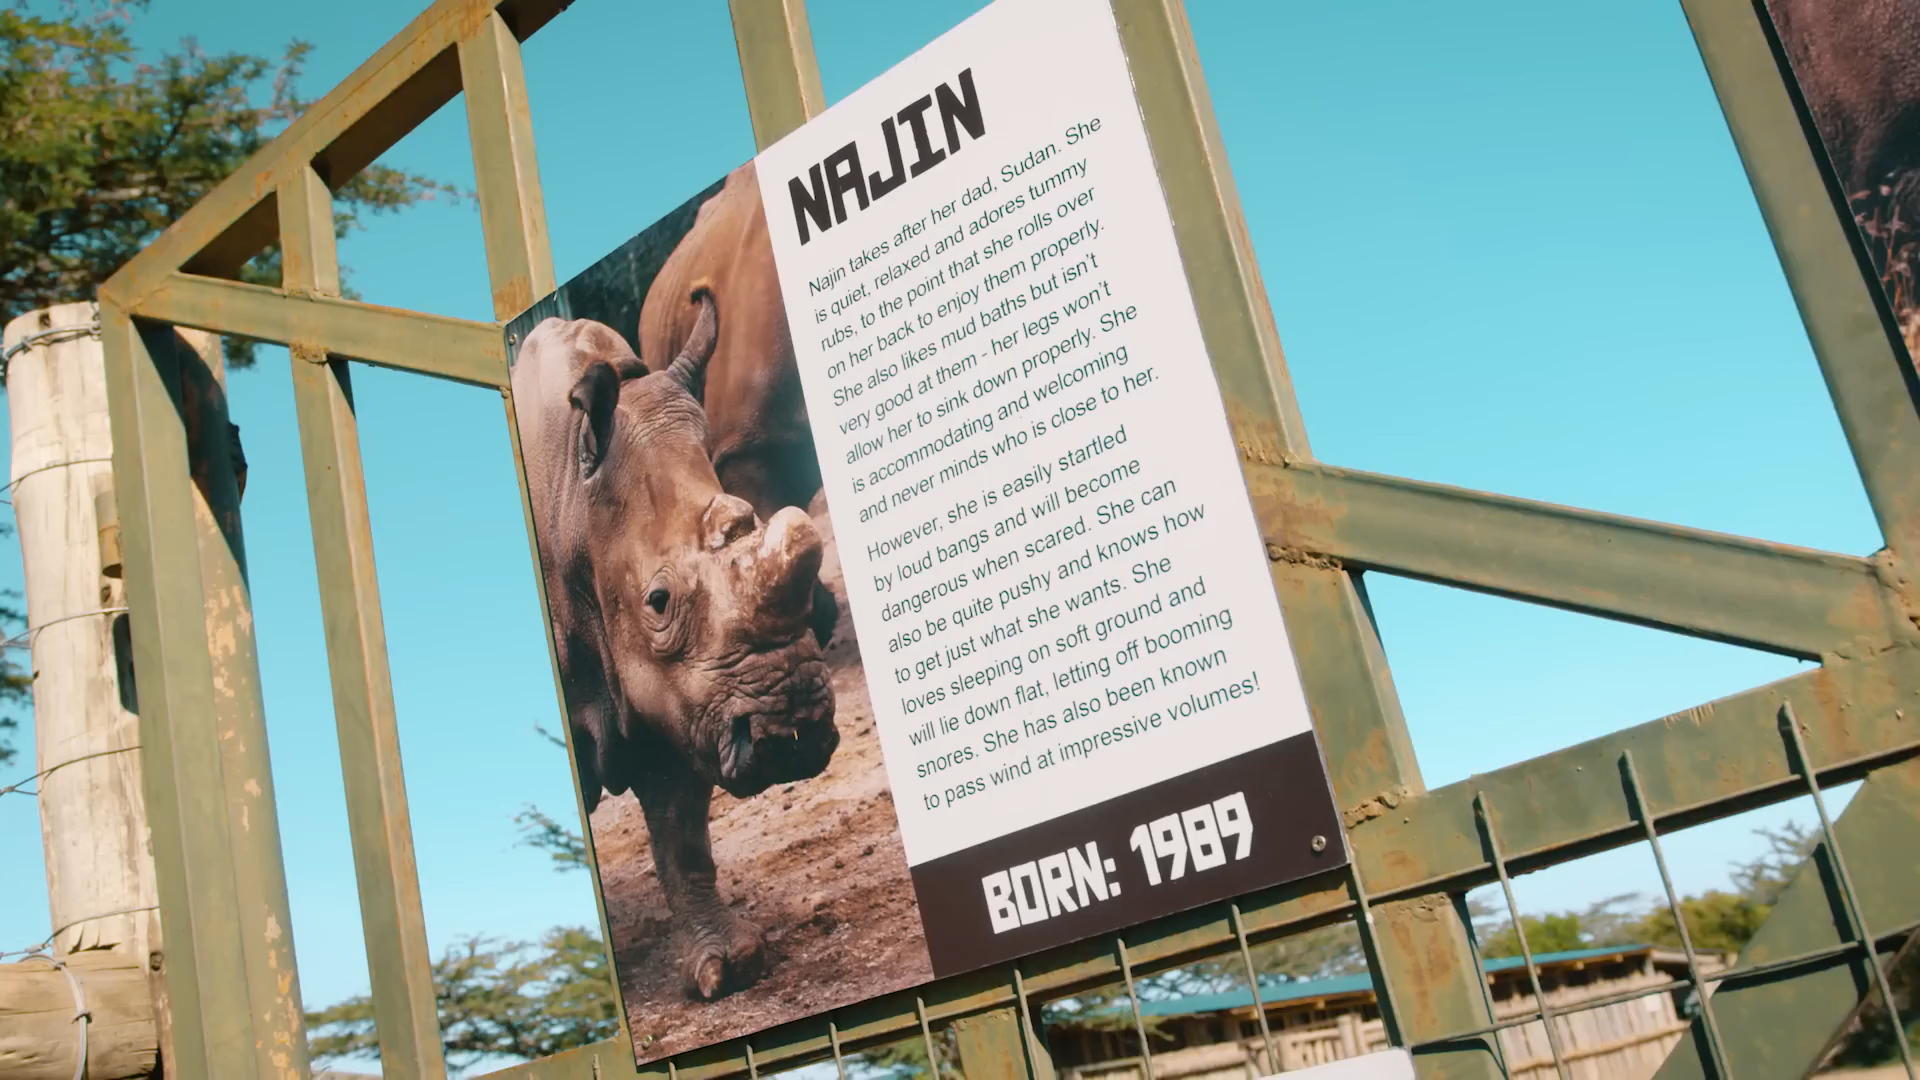 NAJIN
Najin takes after her dad, Sudan. She
is quiet, relaxed and adores tummy
rubs, to the point that she rolls over
on her back to enjoy them properly.
She also likes mud baths but isn't
very good at them - her legs won't
allow her to sink down properly. She
is accommodating and welcoming
and never minds who is close to her.
However, she is easily startled
by loud bangs and will become
dangerous when scared. She can
also be quite pushy and knows how
to get just what she wants. She
loves sleeping on soft ground and
will lie down flat, letting off booming
snores. She has also been known
to pass wind at impressive volumes!
BORN: 1989